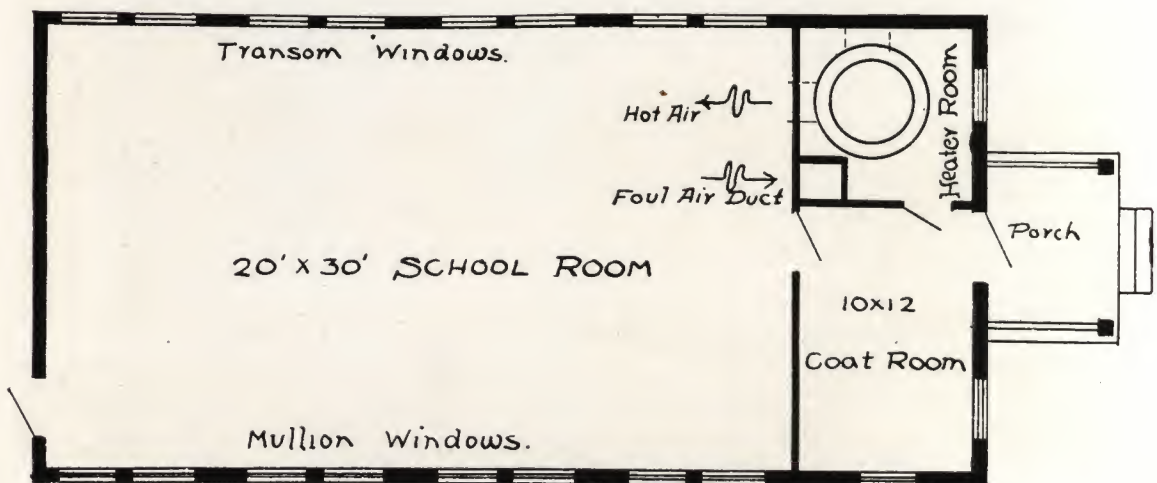 Transom Windows.
Hot Air
Heater Room
Foul Air Duct
Porch
20' X 30' SCHOOL ROOM
10X12
Coat Room
Mullion Windows.